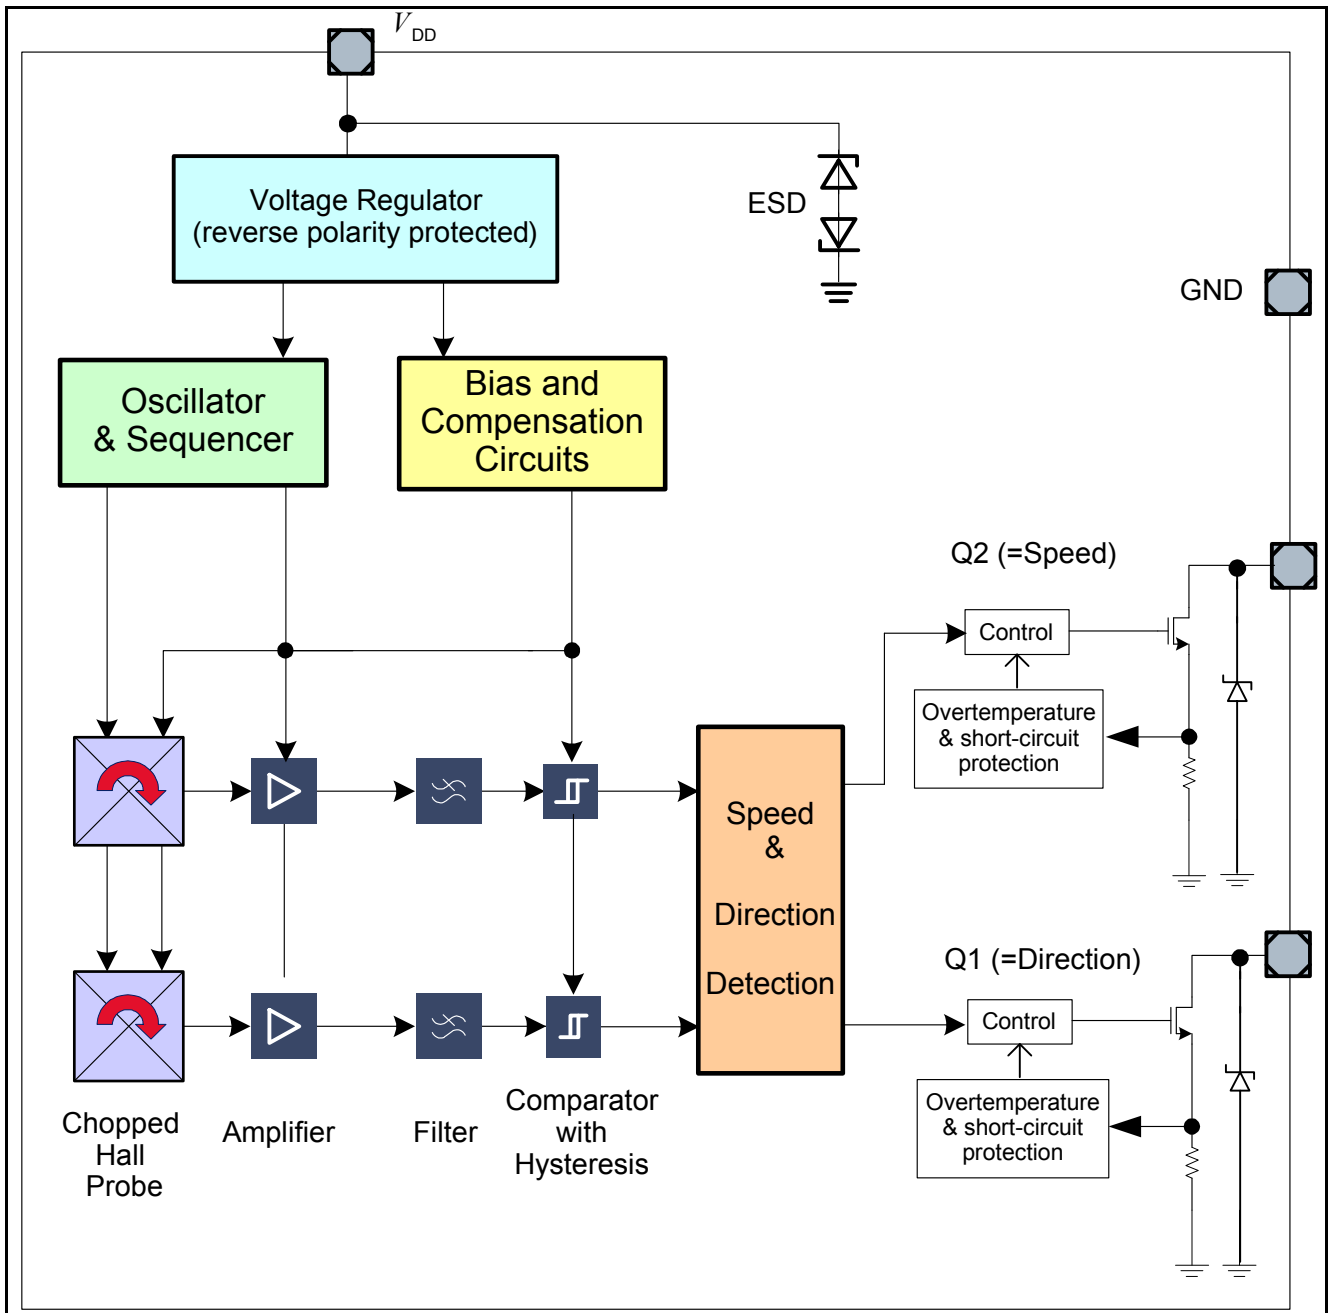 VDD
Voltage Regulator
(reverse polarity protected)
ESD
GND
Oscillator
& Sequencer
Bias and
Compensation
Circuits
Q2 (=Speed)
Control
Overtemperature
& short-circuit
protection
Speed
&
Direction
Detection
Q1 (=Direction)
Control
Overtemperature
& short-circuit
protection
Chopped
Hall
Probe
Amplifier
Filter
Comparator
with
Hysteresis